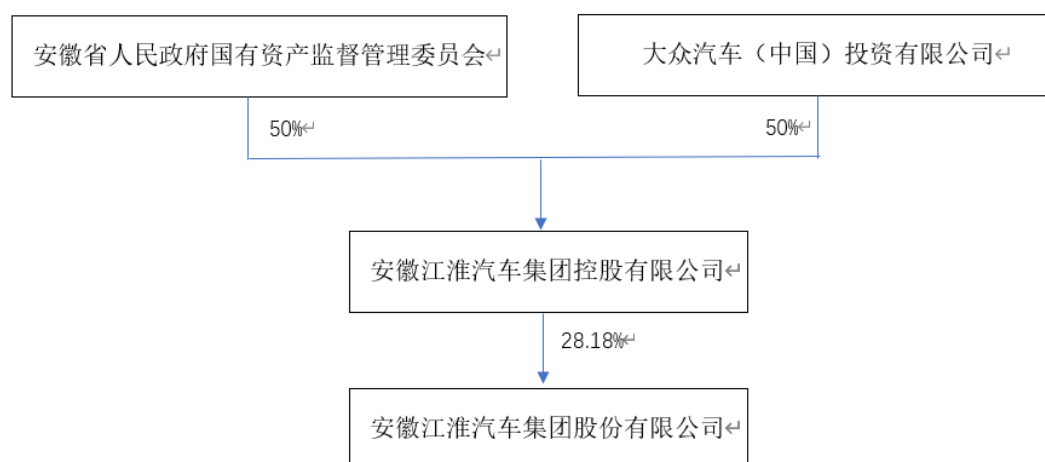 安徽省人民政府国有资产监督管理委员会↵
大众汽车（中国）投资有限公司↵
50%↵
50%↵
安徽江淮汽车集团控股有限公司↵
28.18%↵
安徽江淮汽车集团股份有限公司↵